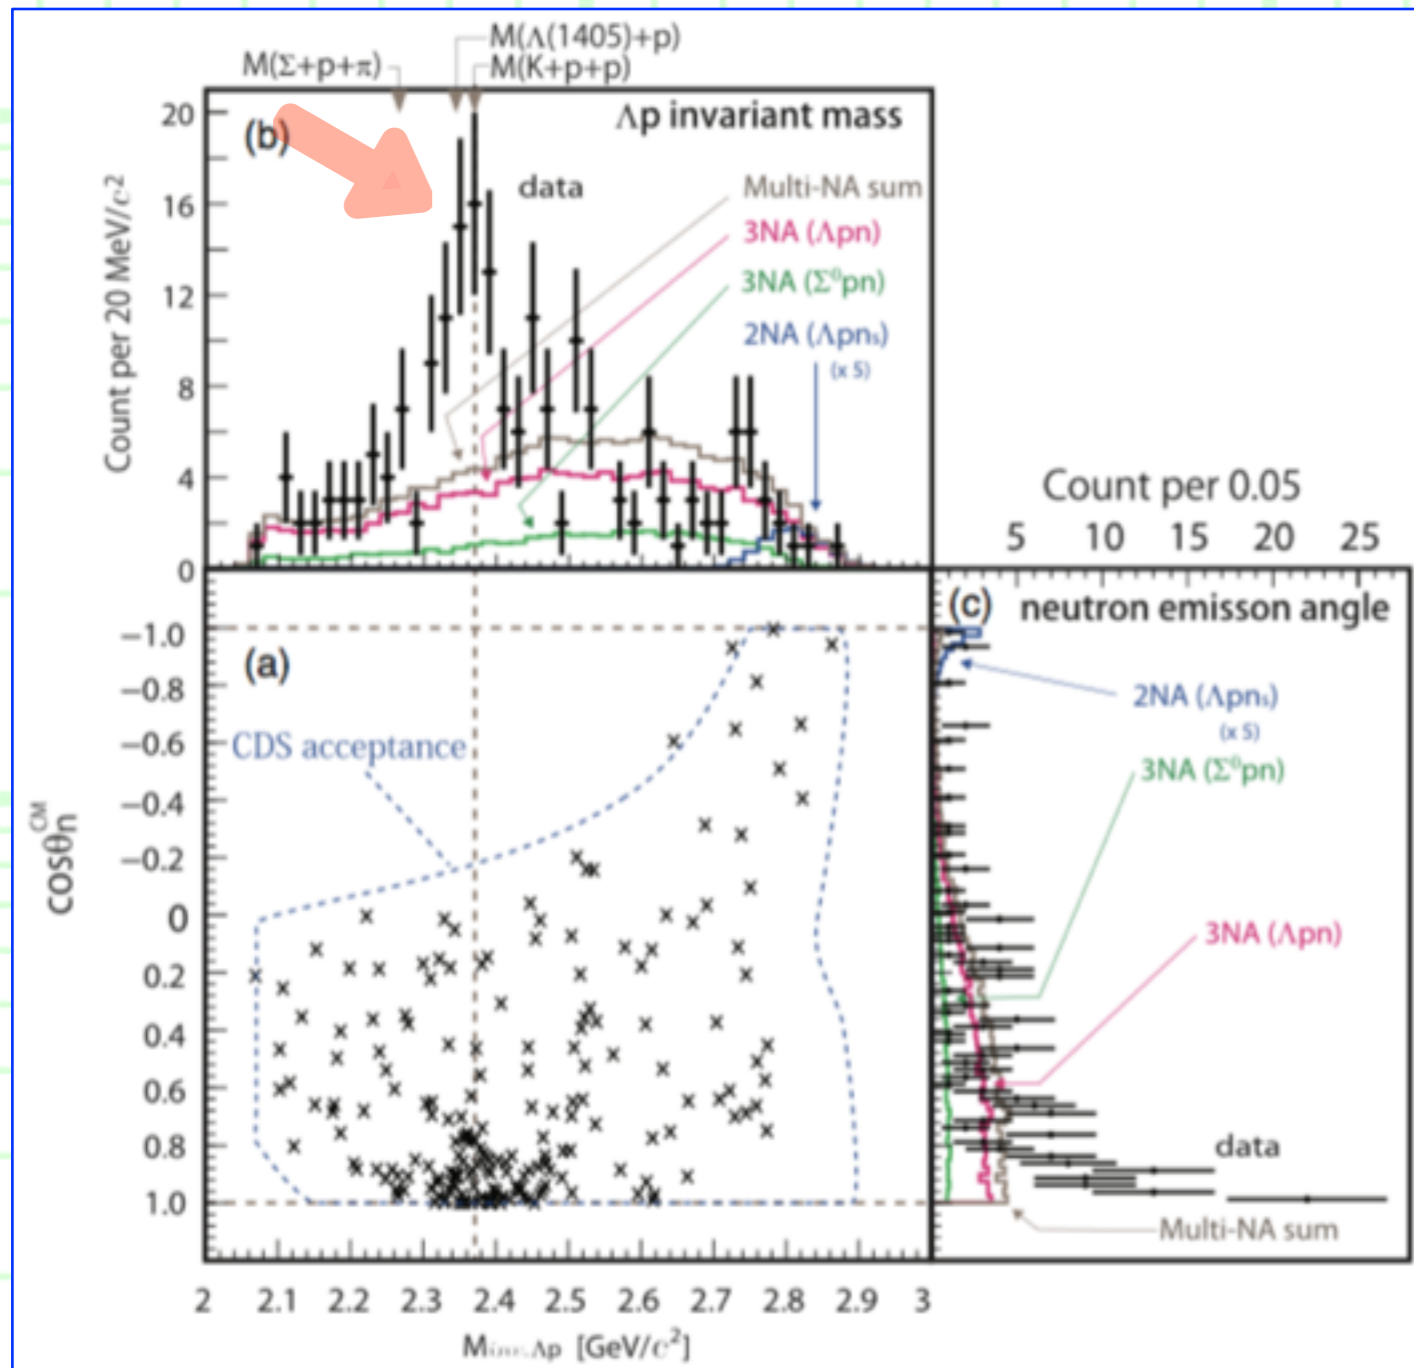 M(Λ(1405)+p)
M(Σ+p+π)
M(K+p+p)
(b)
Λp invariant mass
data
Multi-NA sum
3NA (Λpn)
3NA (Σ⁰pn)
2NA (Λpnₛ)
(x 5)
Count per 20 MeV/c²
20
16
12
8
4
0
Count per 0.05
5 10 15 20 25
(c) neutron emisson angle
2NA (Λpnₛ)
(x 5)
3NA (Σ⁰pn)
3NA (Λpn)
data
Multi-NA sum
(a)
CDS acceptance
cosθn^CM
−1.0
−0.8
−0.6
−0.4
−0.2
0
0.2
0.4
0.6
0.8
1.0
2 2.1 2.2 2.3 2.4 2.5 2.6 2.7 2.8 2.9 3
[GeV/c²]